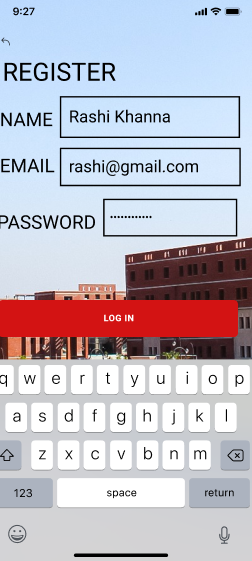 9:27
REGISTER
NAME Rashi Khanna
EMAIL rashi@gmail.com
PASSWORD ••••••••••••
LOG IN
q w e r t y u i o p
a s d f g h j k l
z x c v b n m
123 space return